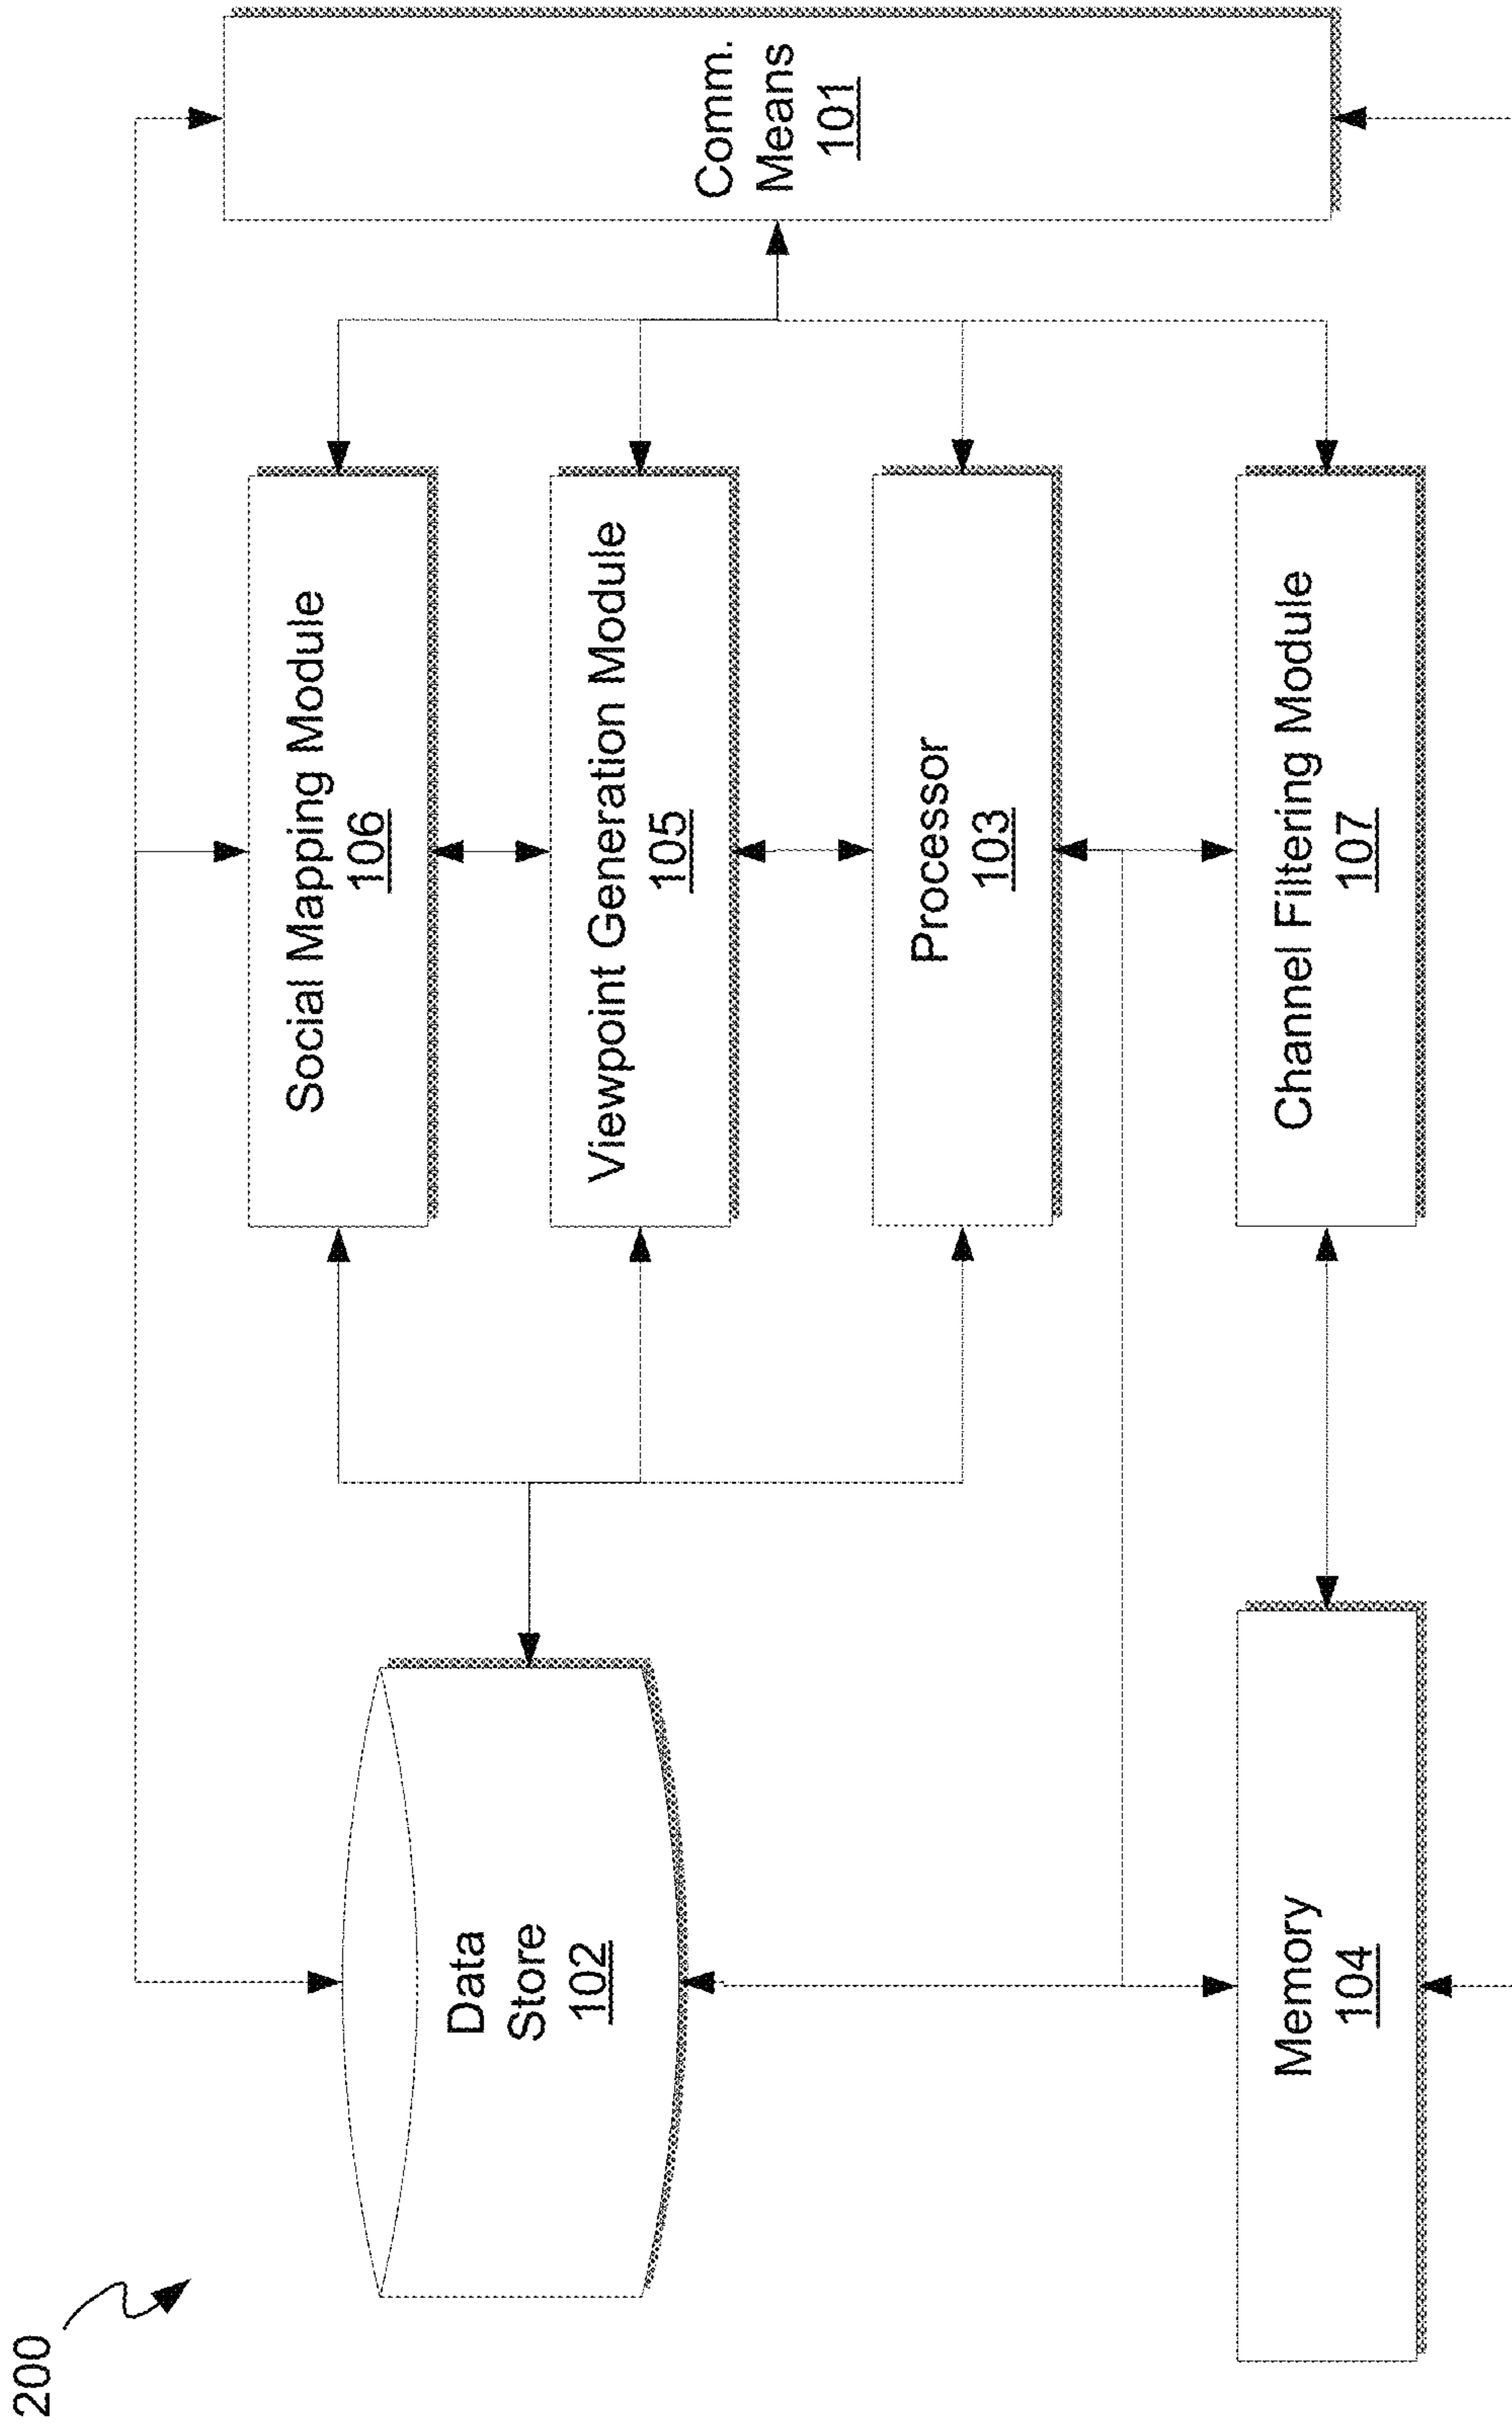 200
Data
Store
102
Social Mapping Module
106
Viewpoint Generation Module
105
Processor
103
Memory
104
Channel Filtering Module
107
Comm.
Means
101